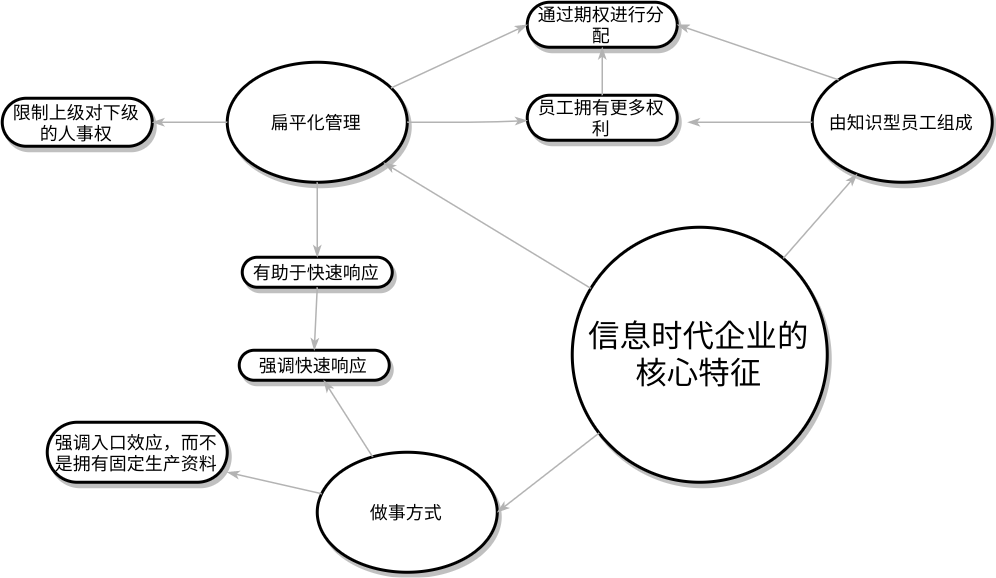 通过期权进行分
配
限制上级对下级
的人事权
扁平化管理
员工拥有更多权
利
由知识型员工组成
有助于快速响应
信息时代企业的
核心特征
强调快速响应
强调入口效应，而不
是拥有固定生产资料
做事方式